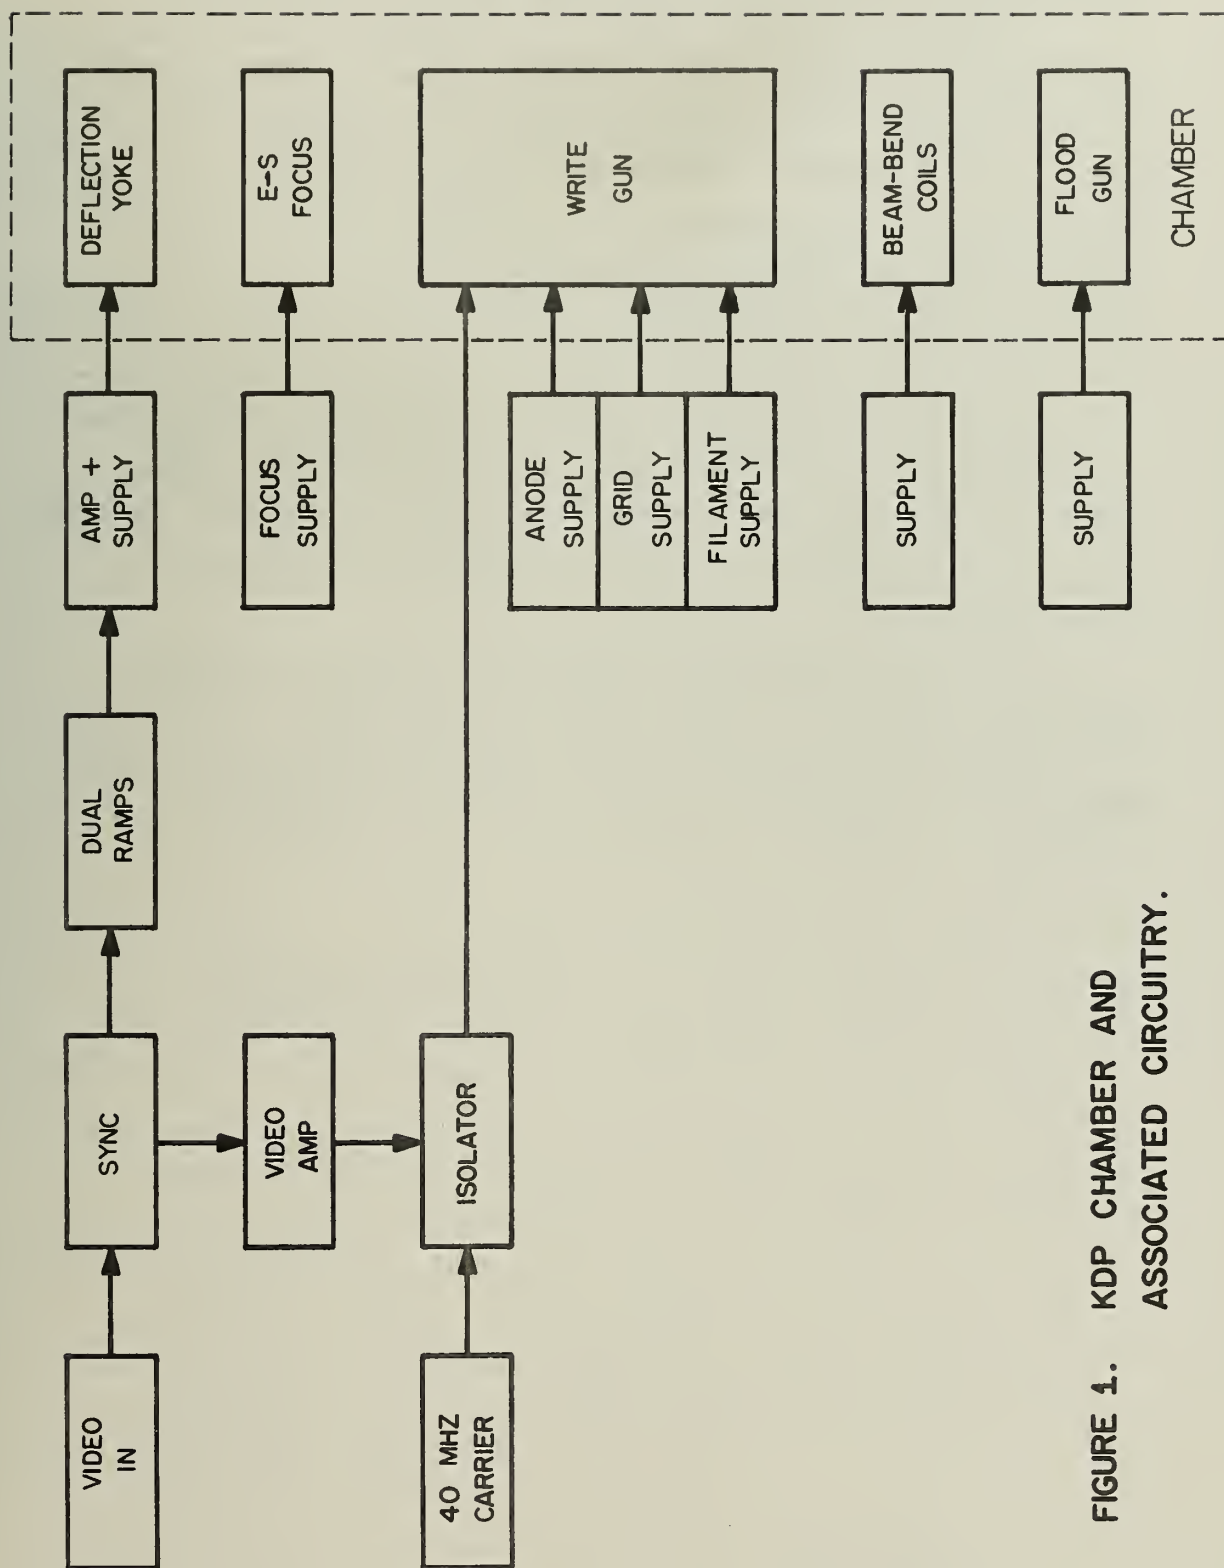 VIDEO
IN
SYNC
DUAL
RAMPS
AMP +
SUPPLY
DEFLECTION
YOKE
VIDEO
AMP
FOCUS
SUPPLY
E-S
FOCUS
40 MHZ
CARRIER
ISOLATOR
WRITE
GUN
ANODE
SUPPLY
GRID
SUPPLY
FILAMENT
SUPPLY
SUPPLY
BEAM-BEND
COILS
SUPPLY
FLOOD
GUN
CHAMBER
FIGURE 1. KDP CHAMBER AND
ASSOCIATED CIRCUITRY.